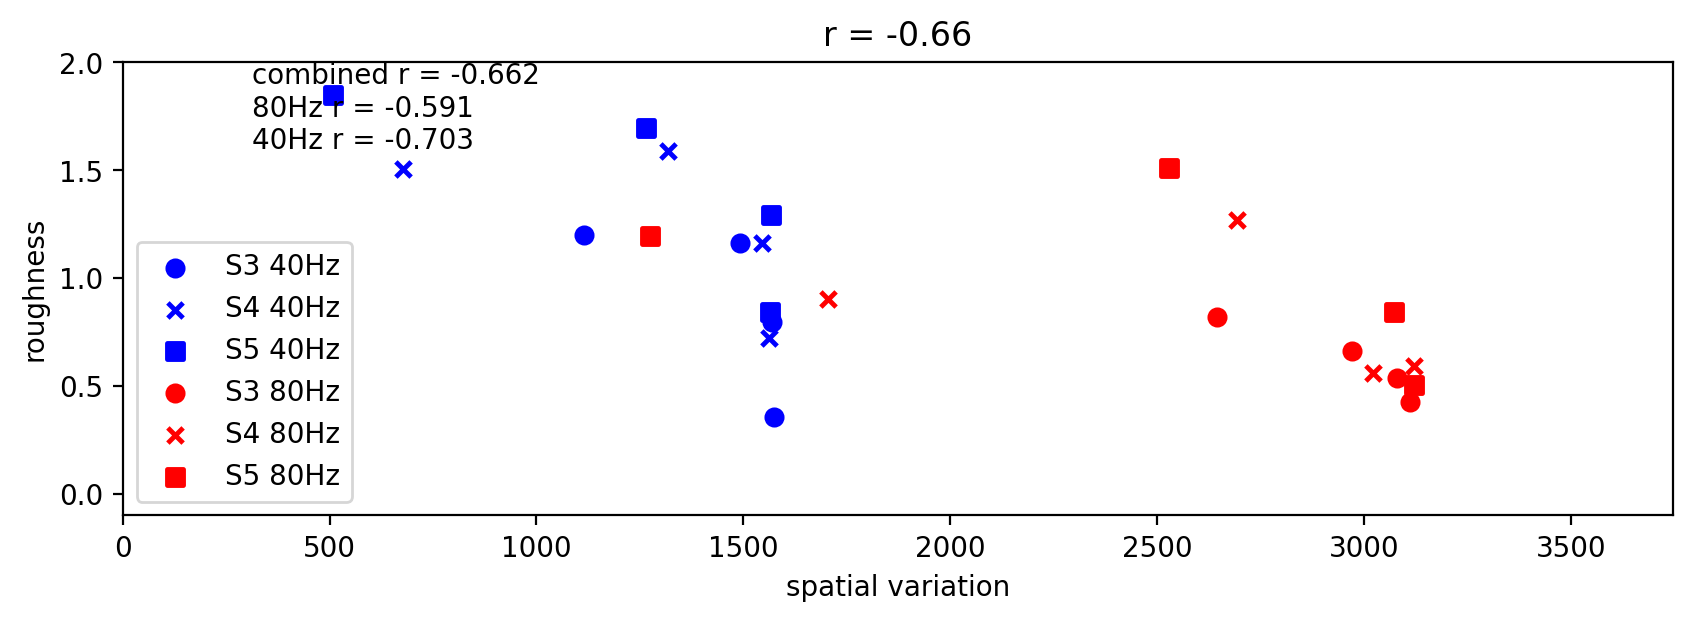 r = -0.66
combined r = -0.662
80Hz r = -0.591
40Hz r = -0.703
2.0
1.5
1.0
0.5
0.0
roughness
S3 40Hz
S4 40Hz
S5 40Hz
S3 80Hz
S4 80Hz
S5 80Hz
0 500 1000 1500 2000 2500 3000 3500
spatial variation